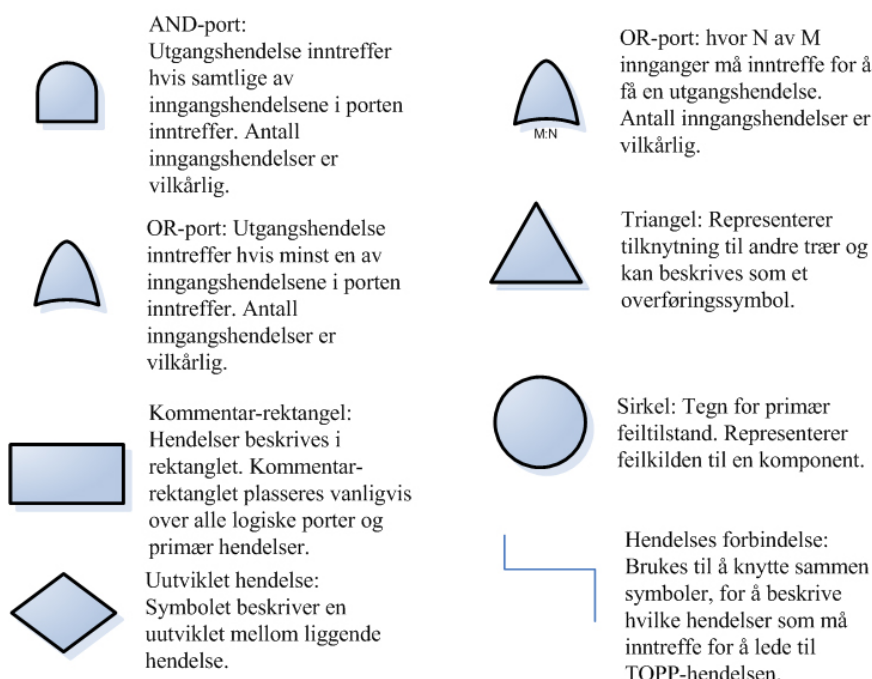 AND-port:
Utgangshendelse inntreffer
hvis samtlige av
inngangshendelsene i porten
inntreffer. Antall
inngangshendelser er
vilkårlig.
OR-port: Utgangshendelse
inntreffer hvis minst en av
inngangshendelsene i porten
inntreffer. Antall
inngangshendelser er
vilkårlig.
Kommentar-rektangel:
Hendelser beskrives i
rektanglet. Kommentar-
rektanglet plasseres vanligvis
over alle logiske porter og
primær hendelser.
Uutviklet hendelse:
Symbolet beskriver en
uutviklet mellom liggende
hendelse.
M:N
OR-port: hvor N av M
innganger må inntreffe for å
få en utgangshendelse.
Antall inngangshendelser er
vilkårlig.
Triangel: Representerer
tilknytning til andre trær og
kan beskrives som et
overføringssymbol.
Sirkel: Tegn for primær
feiltilstand. Representerer
feilkilden til en komponent.
Hendelses forbindelse:
Brukes til å knytte sammen
symboler, for å beskrive
hvilke hendelser som må
inntreffe for å lede til
TOPP-hendelsen.